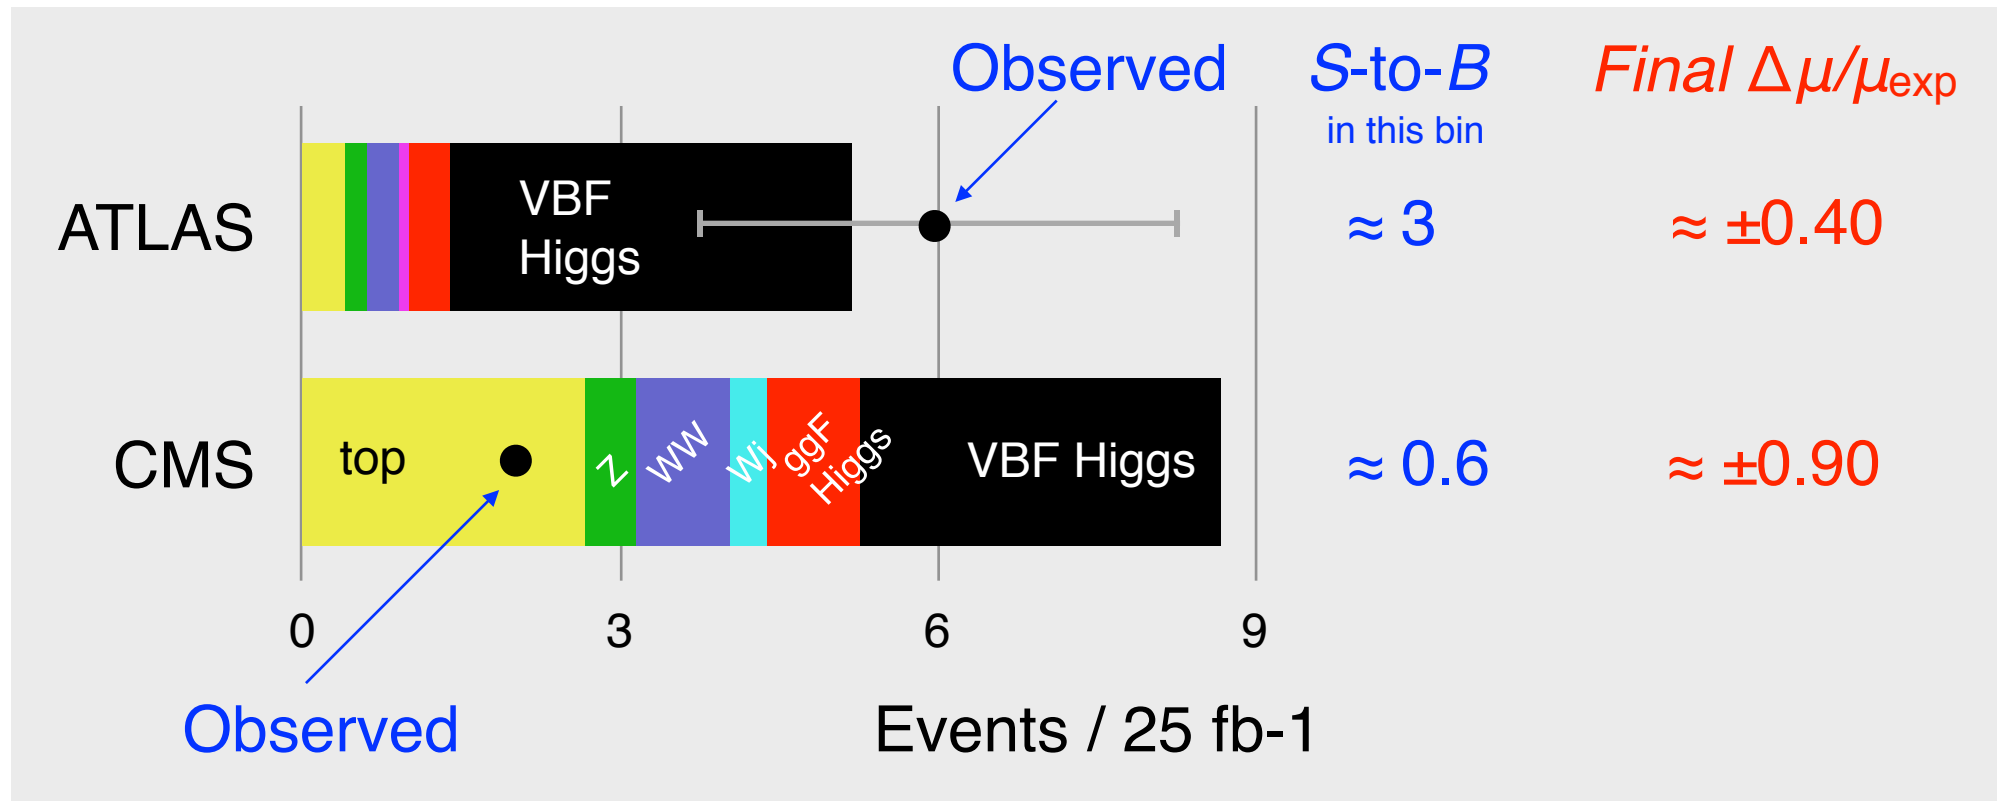 Observed
S-to-B
in this bin
Final Δμ/μexp
ATLAS
VBF
Higgs
≈ 3
≈ ±0.40
CMS
top
Z
WW
Wj
ggF
Higgs
VBF Higgs
≈ 0.6
≈ ±0.90
0
3
6
9
Observed
Events / 25 fb-1